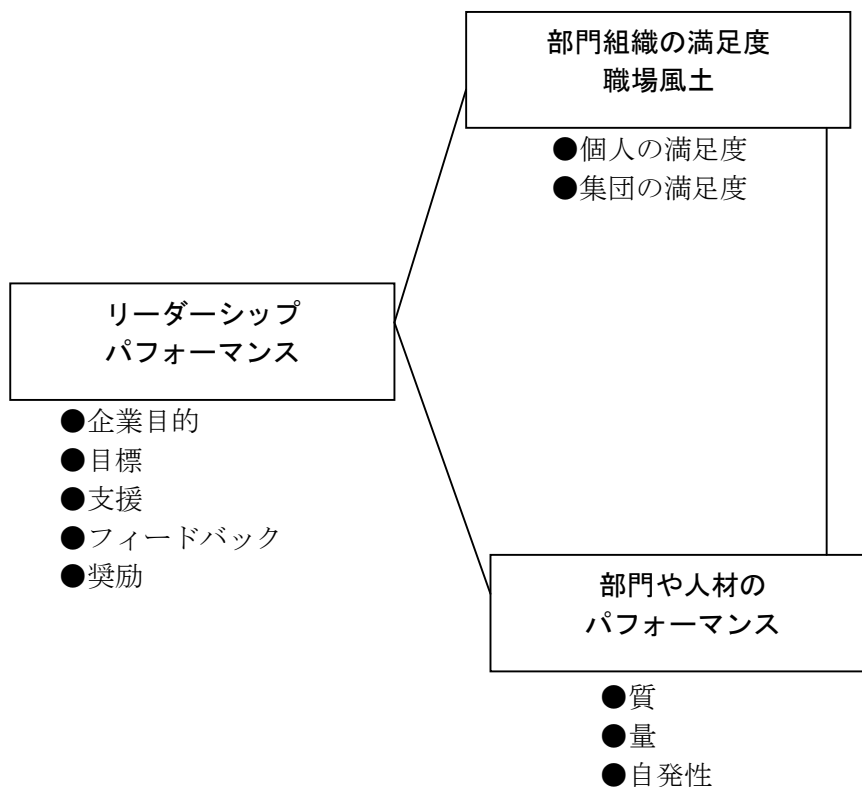 部門組織の満足度
職場風土
●個人の満足度
●集団の満足度
リーダーシップ
パフォーマンス
●企業目的
●目標
●支援
●フィードバック
●奨励
部門や人材の
パフォーマンス
●質
●量
●自発性